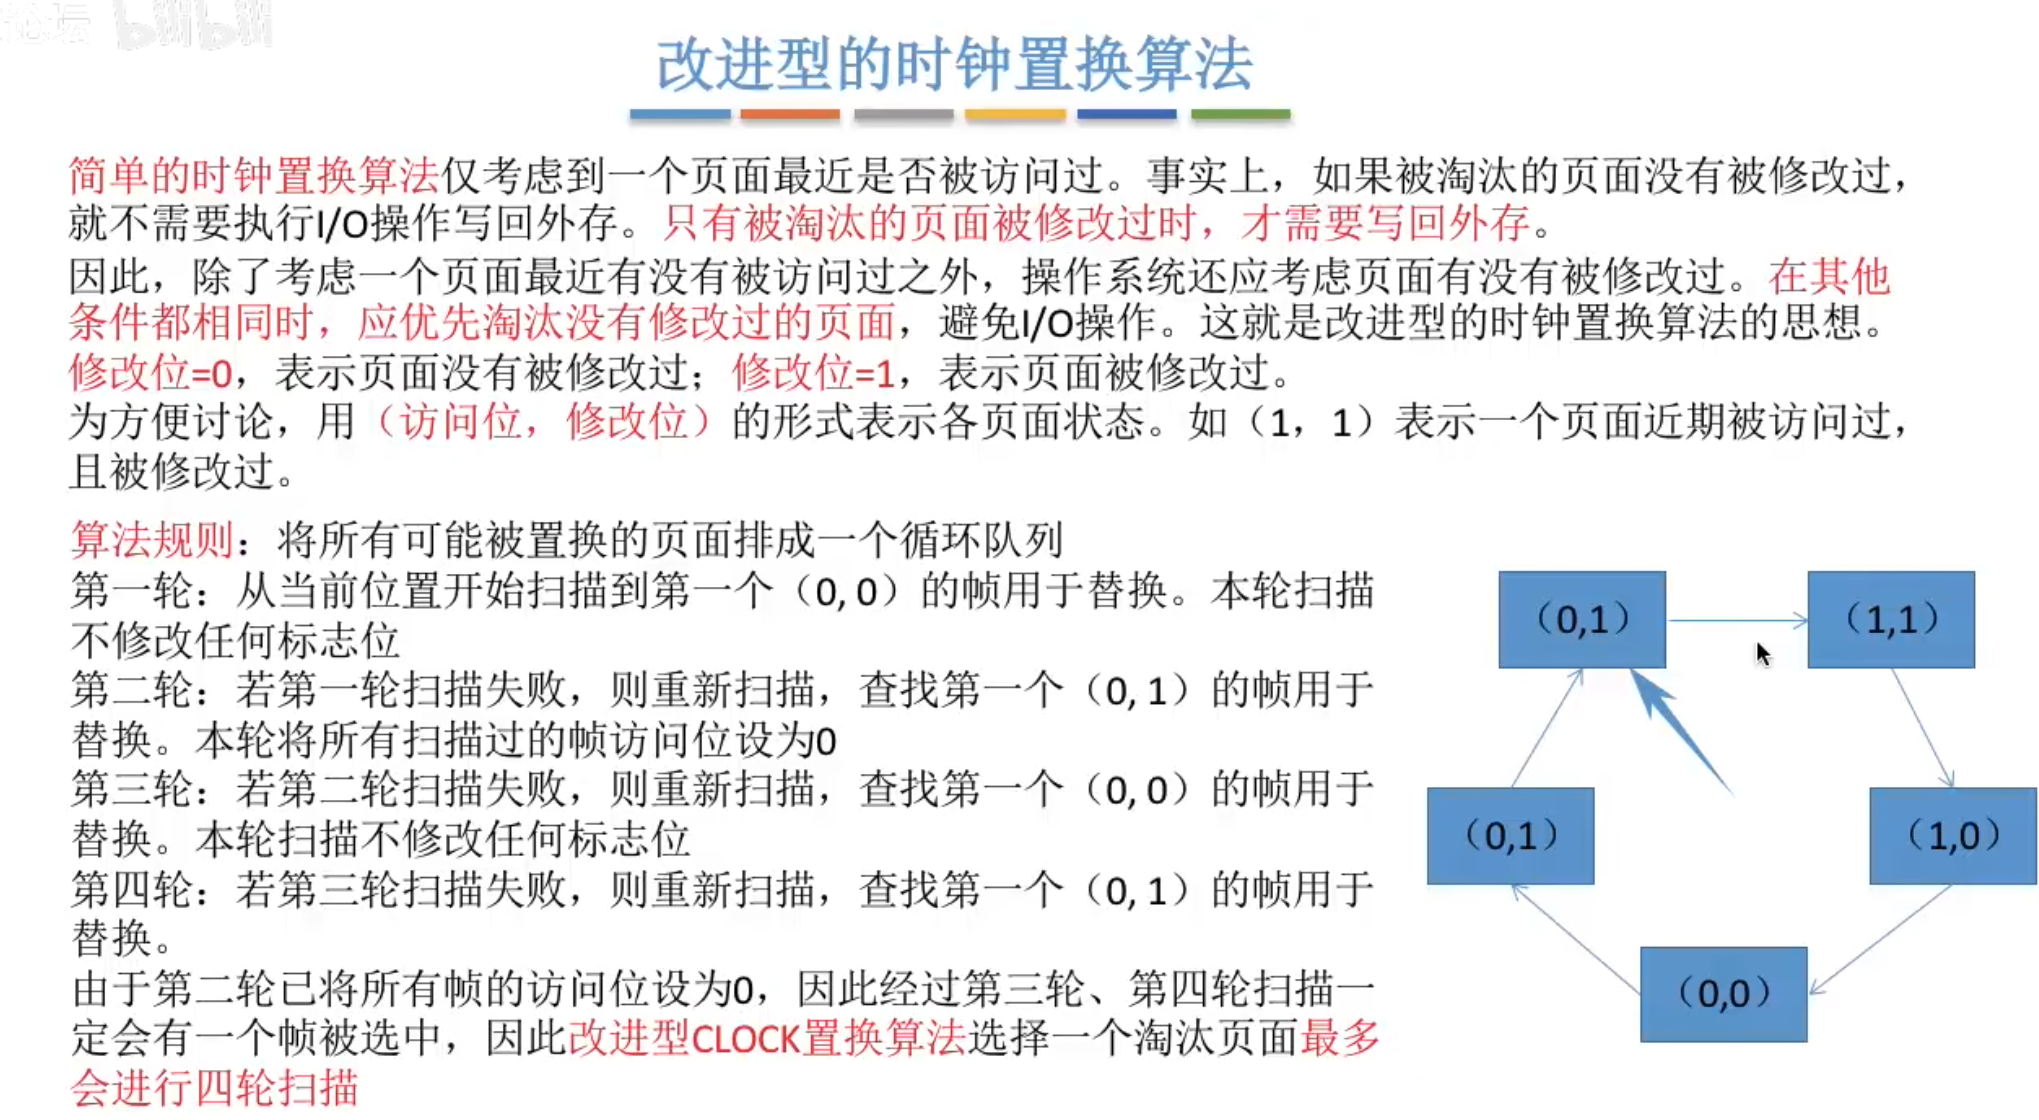 论坛 bilibili
改进型的时钟置换算法
简单的时钟置换算法仅考虑到一个页面最近是否被访问过。事实上，如果被淘汰的页面没有被修改过，
就不需要执行I/O操作写回外存。只有被淘汰的页面被修改过时，才需要写回外存。
因此，除了考虑一个页面最近有没有被访问过之外，操作系统还应考虑页面有没有被修改过。在其他
条件都相同时，应优先淘汰没有修改过的页面，避免I/O操作。这就是改进型的时钟置换算法的思想。
修改位=0，表示页面没有被修改过；修改位=1，表示页面被修改过。
为方便讨论，用（访问位，修改位）的形式表示各页面状态。如（1，1）表示一个页面近期被访问过，
且被修改过。
算法规则：将所有可能被置换的页面排成一个循环队列
第一轮：从当前位置开始扫描到第一个（0, 0）的帧用于替换。本轮扫描
不修改任何标志位
第二轮：若第一轮扫描失败，则重新扫描，查找第一个（0, 1）的帧用于
替换。本轮将所有扫描过的帧访问位设为0
第三轮：若第二轮扫描失败，则重新扫描，查找第一个（0, 0）的帧用于
替换。本轮扫描不修改任何标志位
第四轮：若第三轮扫描失败，则重新扫描，查找第一个（0, 1）的帧用于
替换。
由于第二轮已将所有帧的访问位设为0，因此经过第三轮、第四轮扫描一
定会有一个帧被选中，因此改进型CLOCK置换算法选择一个淘汰页面最多
会进行四轮扫描
（0,1）
（1,1）
（0,1）
（1,0）
（0,0）